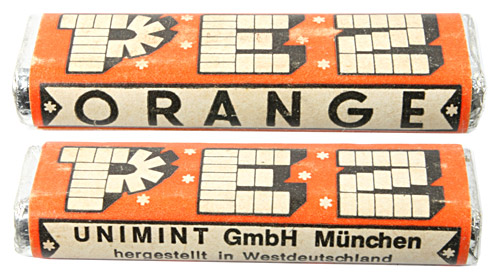 PEZ
ORANGE
PEZ
UNIMINT GmbH München
hergestellt in Westdeutschland